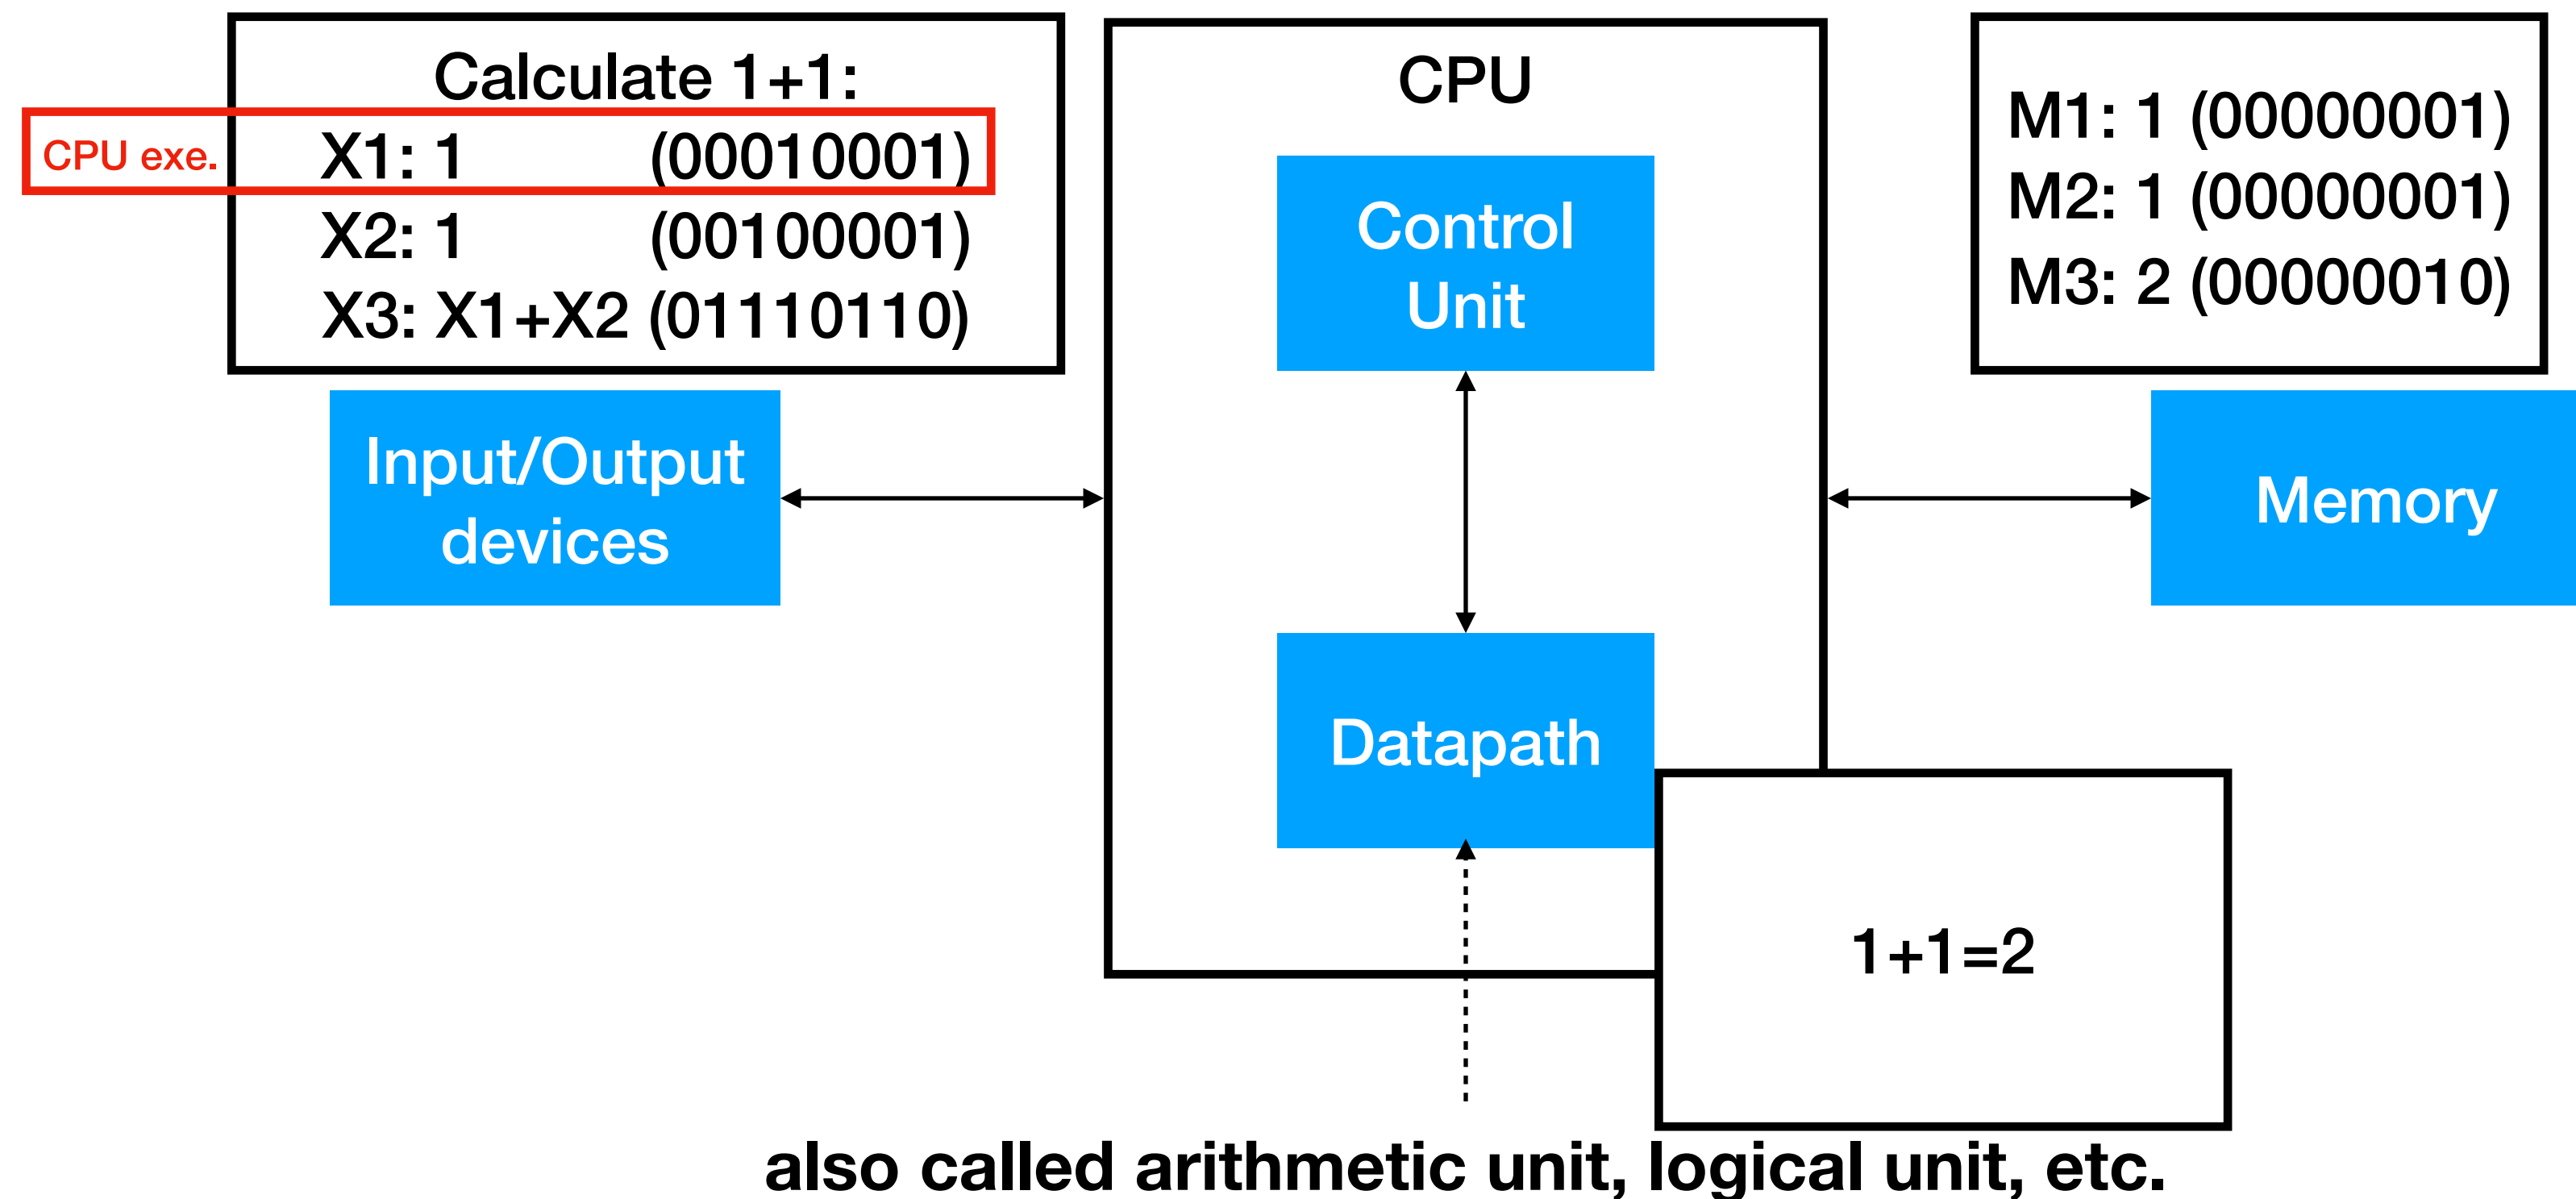 Calculate 1+1:
CPU exe.
X1: 1 (00010001)
X2: 1 (00100001)
X3: X1+X2 (01110110)
Input/Output
devices
CPU
Control
Unit
Datapath
M1: 1 (00000001)
M2: 1 (00000001)
M3: 2 (00000010)
Memory
1+1=2
also called arithmetic unit, logical unit, etc.